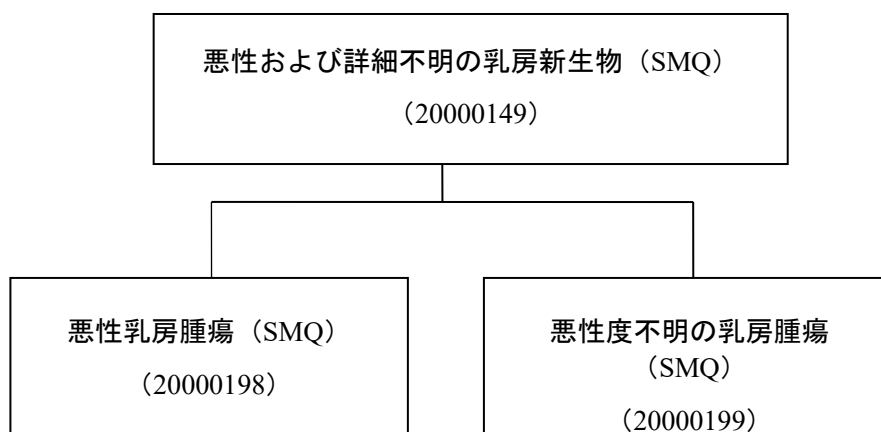 悪性および詳細不明の乳房新生物（SMQ）
（20000149）
悪性乳房腫瘍（SMQ）
（20000198）
悪性度不明の乳房腫瘍
（SMQ）
（20000199）